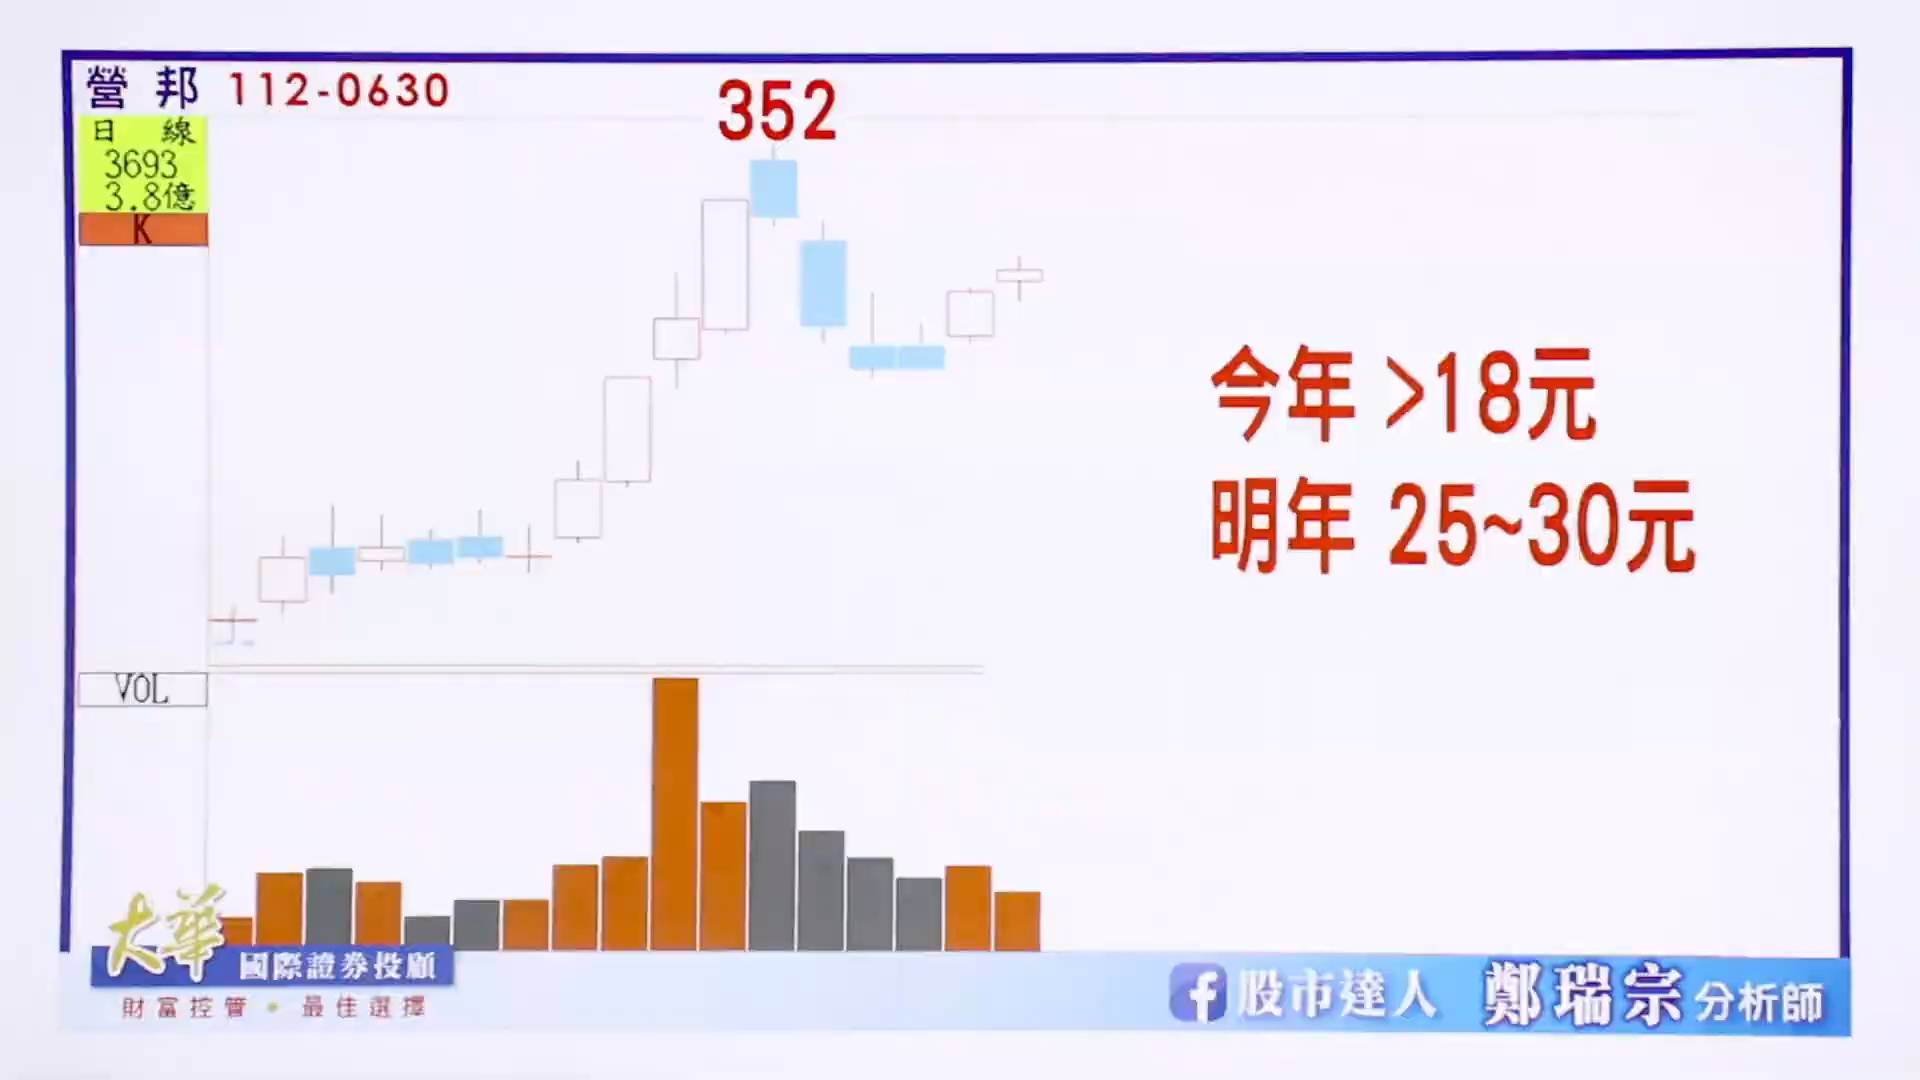 營邦 112-0630
352
日 線
3693
3.8億
K
今年 >18元
明年 25~30元
VOL
大華
國際證券投顧
財富控管・最佳選擇
f 股市達人 鄭瑞宗 分析師